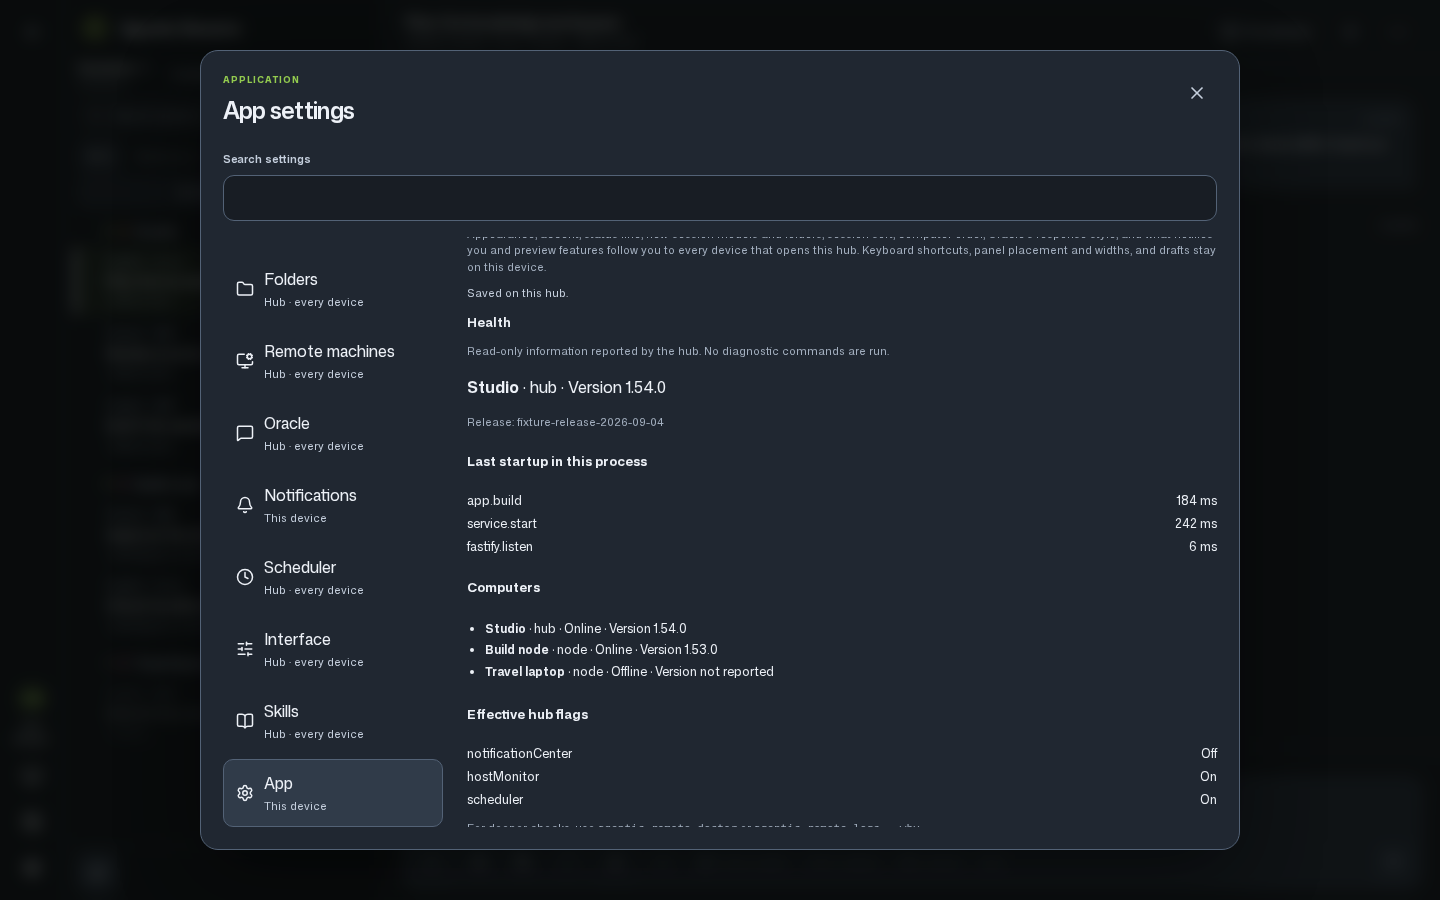 APPLICATION
App settings
Search settings
you and preview features follow you to every device that opens this hub. Keyboard shortcuts, panel placement and widths, and drafts stay
on this device.
Saved on this hub.
Health
Read-only information reported by the hub. No diagnostic commands are run.
Studio · hub · Version 1.54.0
Release: fixture-release-2026-09-04
Last startup in this process
app.build 184 ms
service.start 242 ms
fastify.listen 6 ms
Computers
• Studio · hub · Online · Version 1.54.0
• Build node · node · Online · Version 1.53.0
• Travel laptop · node · Offline · Version not reported
Effective hub flags
notificationCenter Off
hostMonitor On
scheduler On
Folders
Hub · every device
Remote machines
Hub · every device
Oracle
Hub · every device
Notifications
This device
Scheduler
Hub · every device
Interface
Hub · every device
Skills
Hub · every device
App
This device